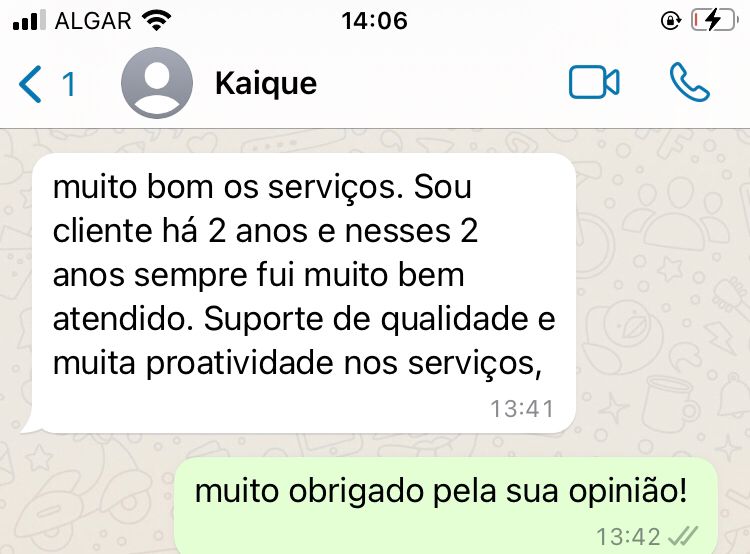 ALGAR 14:06
1 Kaique
muito bom os serviços. Sou
cliente há 2 anos e nesses 2
anos sempre fui muito bem
atendido. Suporte de qualidade e
muita proatividade nos serviços,
13:41
muito obrigado pela sua opinião!
13:42